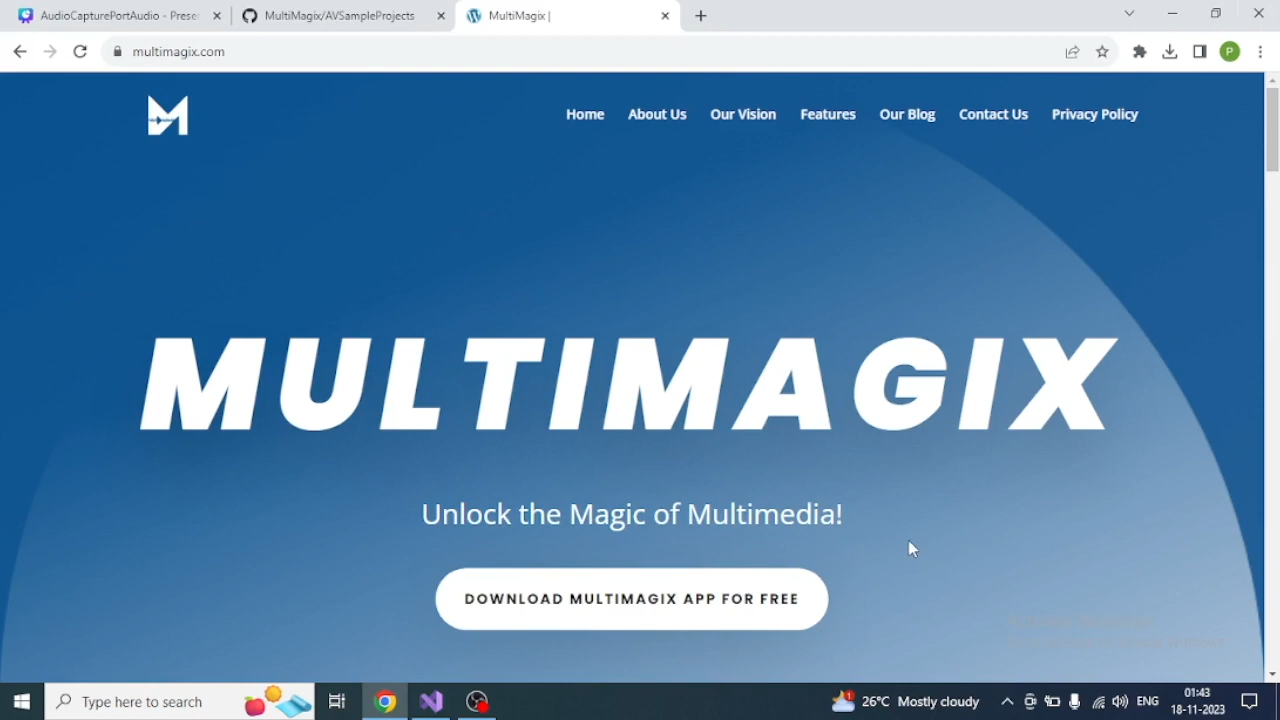 AudioCapturePortAudio - Preser
MultiMagix/AVSampleProjects
MultiMagix |
multimagix.com
P
Home About Us Our Vision Features Our Blog Contact Us Privacy Policy
MULTIMAGIX
Unlock the Magic of Multimedia!
DOWNLOAD MULTIMAGIX APP FOR FREE
Type here to search
1
26°C Mostly cloudy
ENG
01:43
18-11-2023